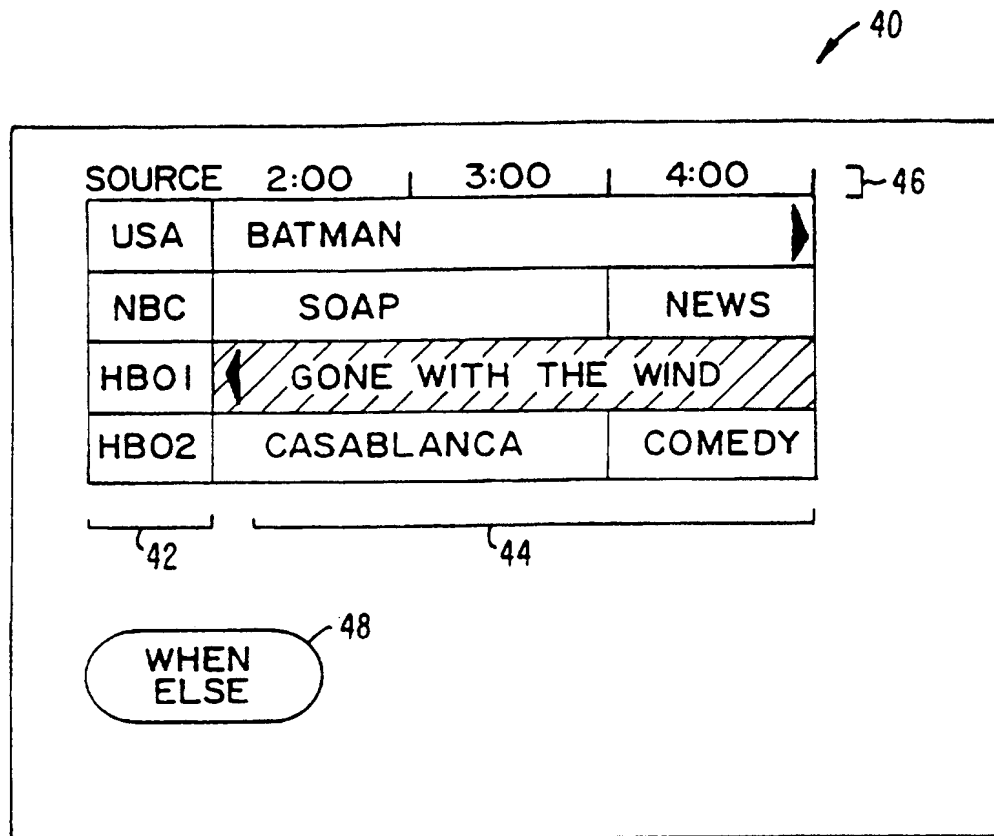 40
SOURCE 2:00 3:00 4:00 46
USA BATMAN
NBC SOAP NEWS
HBO1 GONE WITH THE WIND
HBO2 CASABLANCA COMEDY
42 44
48
WHEN
ELSE